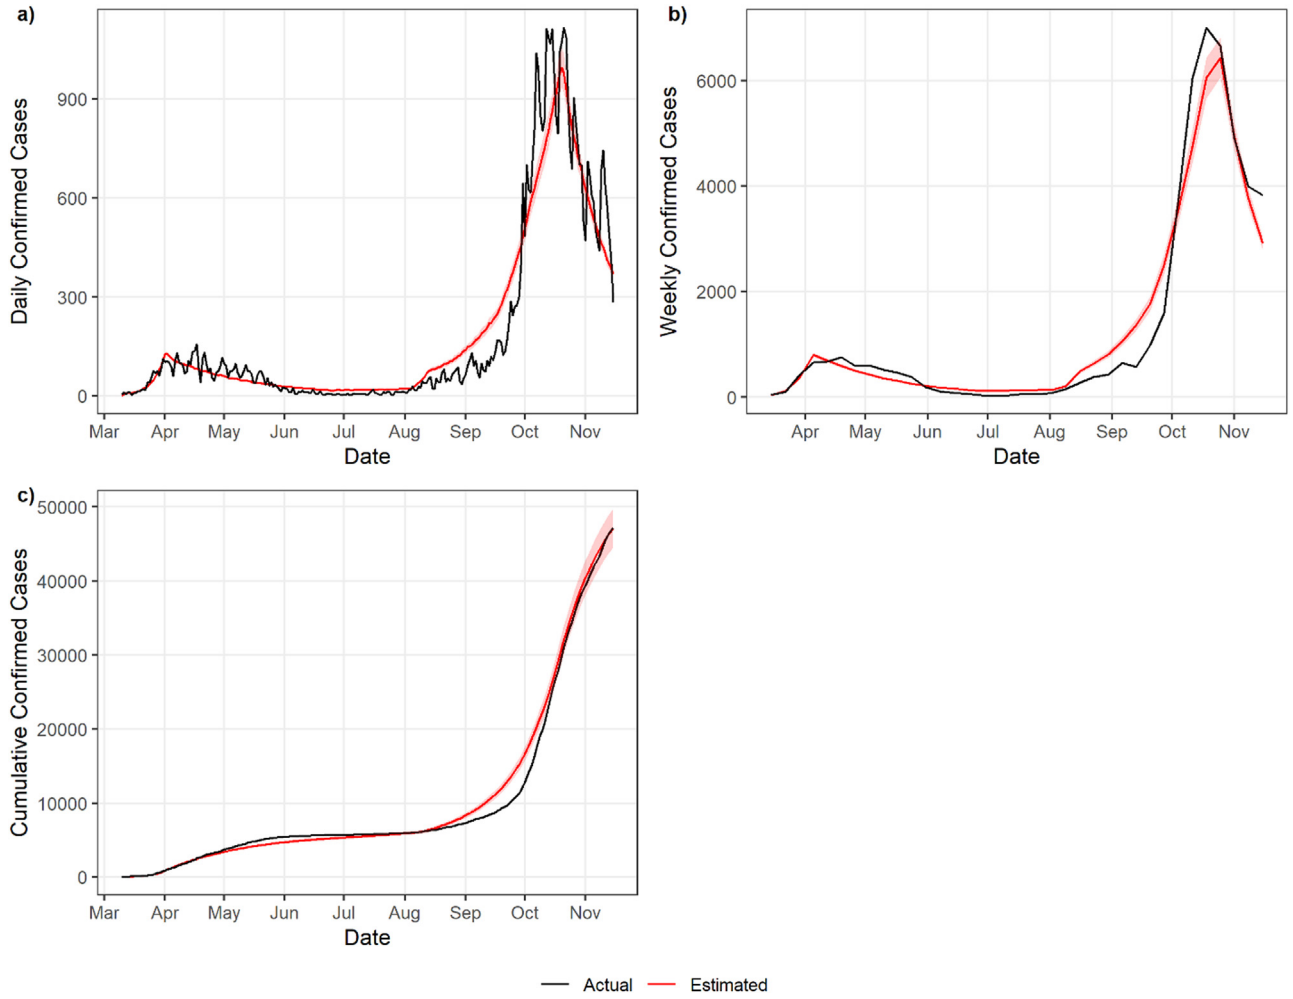 a)
Daily Confirmed Cases
900
600
300
0
Mar Apr May Jun Jul Aug Sep Oct Nov
Date
b)
Weekly Confirmed Cases
6000
4000
2000
0
Apr May Jun Jul Aug Sep Oct Nov
Date
c)
Cumulative Confirmed Cases
50000
40000
30000
20000
10000
0
Mar Apr May Jun Jul Aug Sep Oct Nov
Date
Actual Estimated